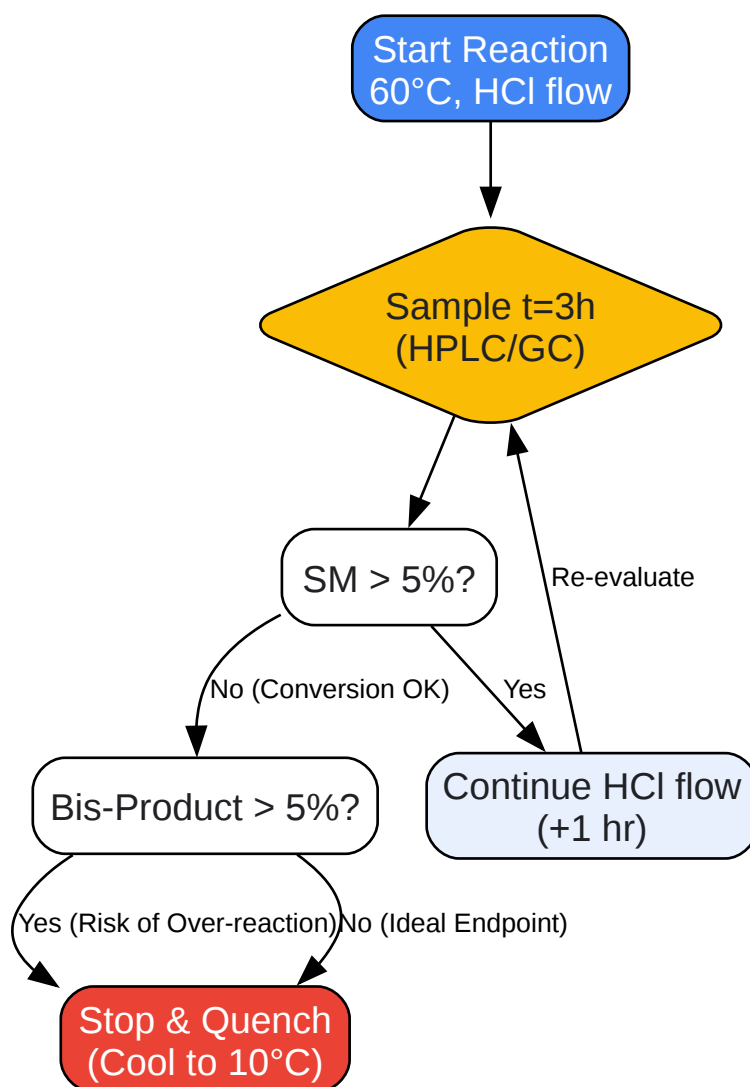 Start Reaction
60°C, HCl flow
Sample t=3h
(HPLC/GC)
SM > 5%?
Re-evaluate
No (Conversion OK)
Yes
Bis-Product > 5%?
Continue HCl flow
(+1 hr)
Yes (Risk of Over-reaction)
No (Ideal Endpoint)
Stop & Quench
(Cool to 10°C)